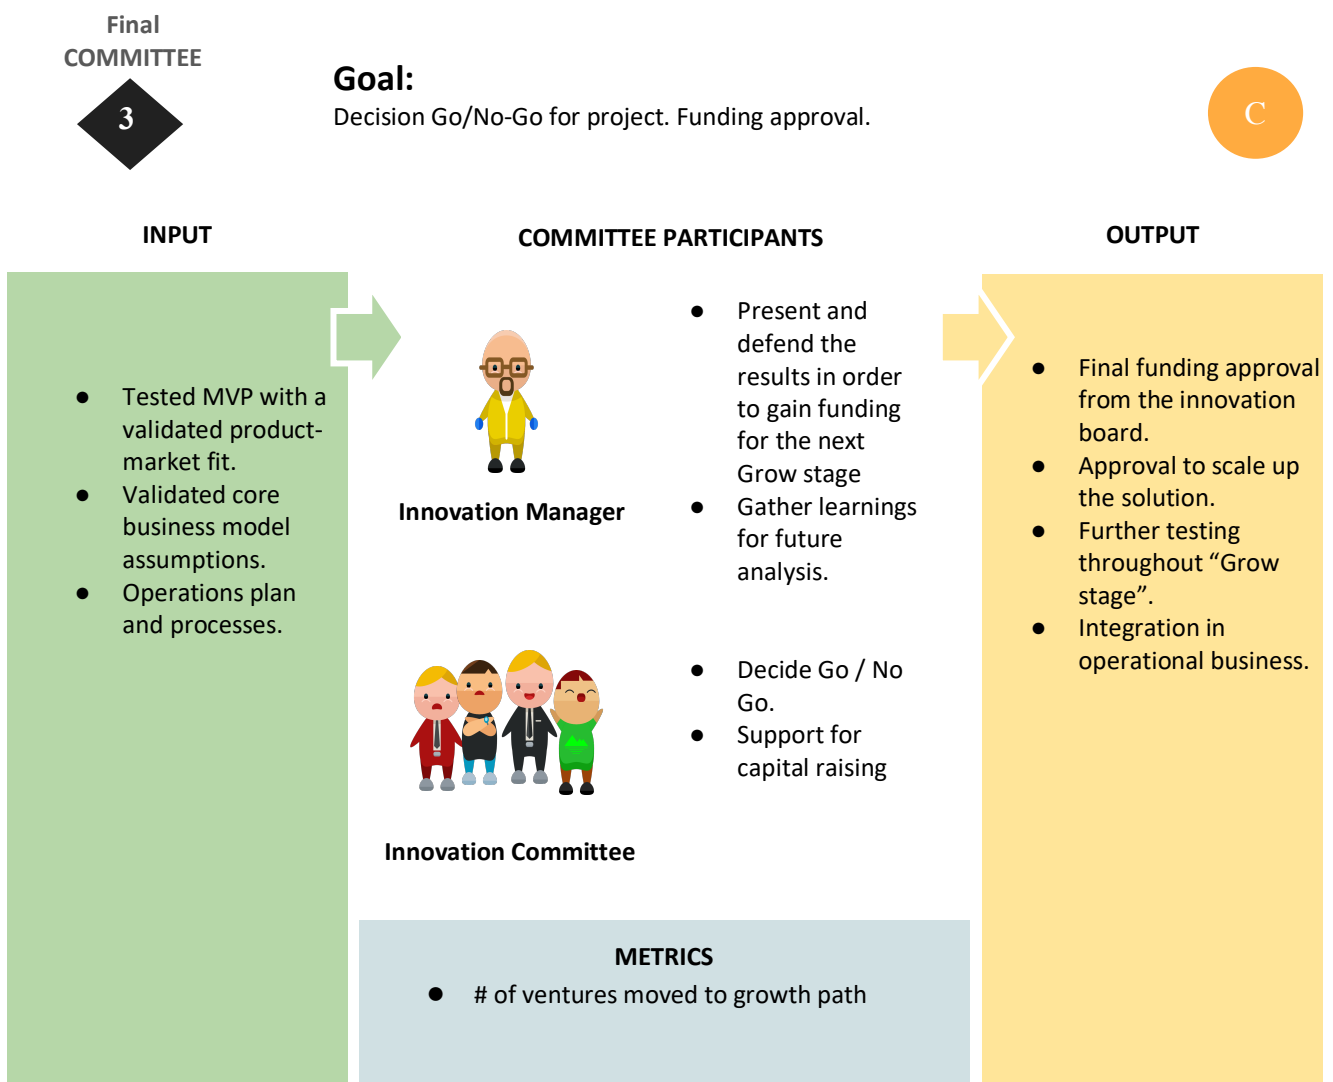 Final
COMMITTEE
3
Goal:
Decision Go/No-Go for project. Funding approval.
C
INPUT
● Tested MVP with a
validated product-
market fit.
● Validated core
business model
assumptions.
● Operations plan
and processes.
COMMITTEE PARTICIPANTS
Innovation Manager
● Present and
defend the
results in order
to gain funding
for the next
Grow stage
● Gather learnings
for future
analysis.
Innovation Committee
● Decide Go / No
Go.
● Support for
capital raising
METRICS
● # of ventures moved to growth path
OUTPUT
● Final funding approval
from the innovation
board.
● Approval to scale up
the solution.
● Further testing
throughout “Grow
stage”.
● Integration in
operational business.